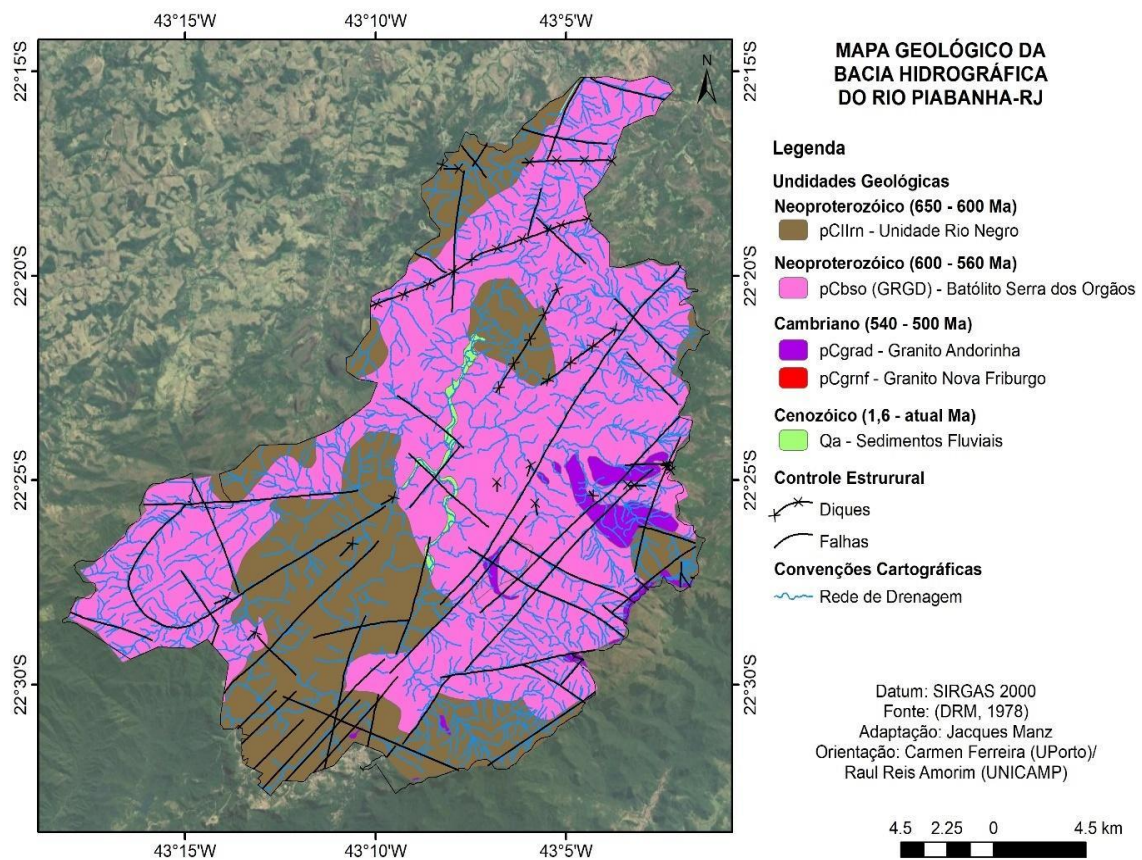 43°15'W 43°10'W 43°5'W
22°15'S 22°15'S
22°20'S 22°20'S
22°25'S 22°25'S
22°30'S 22°30'S
43°15'W 43°10'W 43°5'W
N
MAPA GEOLÓGICO DA
BACIA HIDROGRÁFICA
DO RIO PIABANHA-RJ
Legenda
Undidades Geológicas
Neoproterozóico (650 - 600 Ma)
pCIIrn - Unidade Rio Negro
Neoproterozóico (600 - 560 Ma)
pCbso (GRGD) - Batólito Serra dos Orgãos
Cambriano (540 - 500 Ma)
pCgrad - Granito Andorinha
pCgrnf - Granito Nova Friburgo
Cenozóico (1,6 - atual Ma)
Qa - Sedimentos Fluviais
Controle Estrurural
Diques
Falhas
Convenções Cartográficas
Rede de Drenagem
Datum: SIRGAS 2000
Fonte: (DRM, 1978)
Adaptação: Jacques Manz
Orientação: Carmen Ferreira (UPorto)/
Raul Reis Amorim (UNICAMP)
4.5 2.25 0 4.5 km